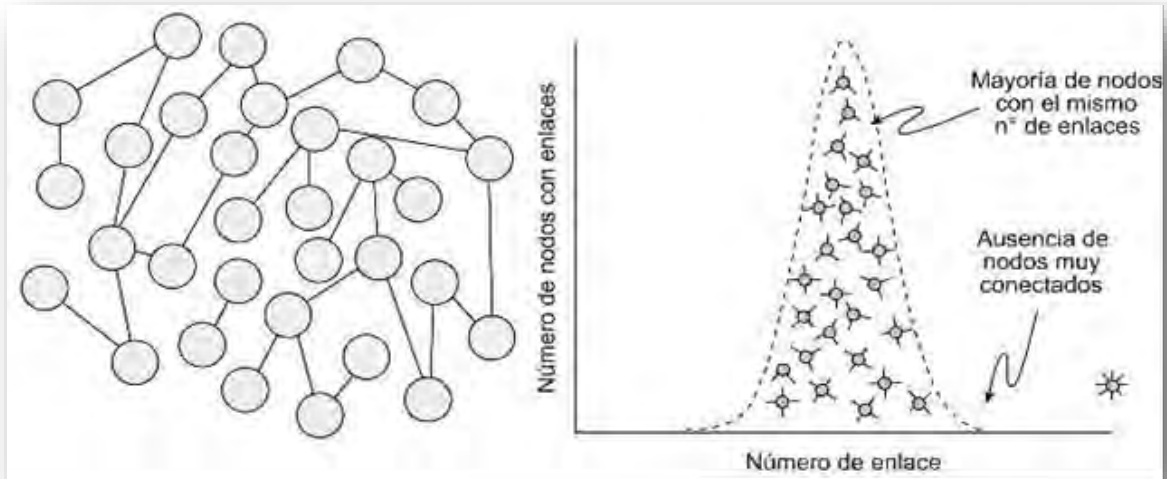 Número de nodos con enlaces
Mayoría de nodos
con el mismo
n° de enlaces
Ausencia de
nodos muy
conectados
Número de enlace